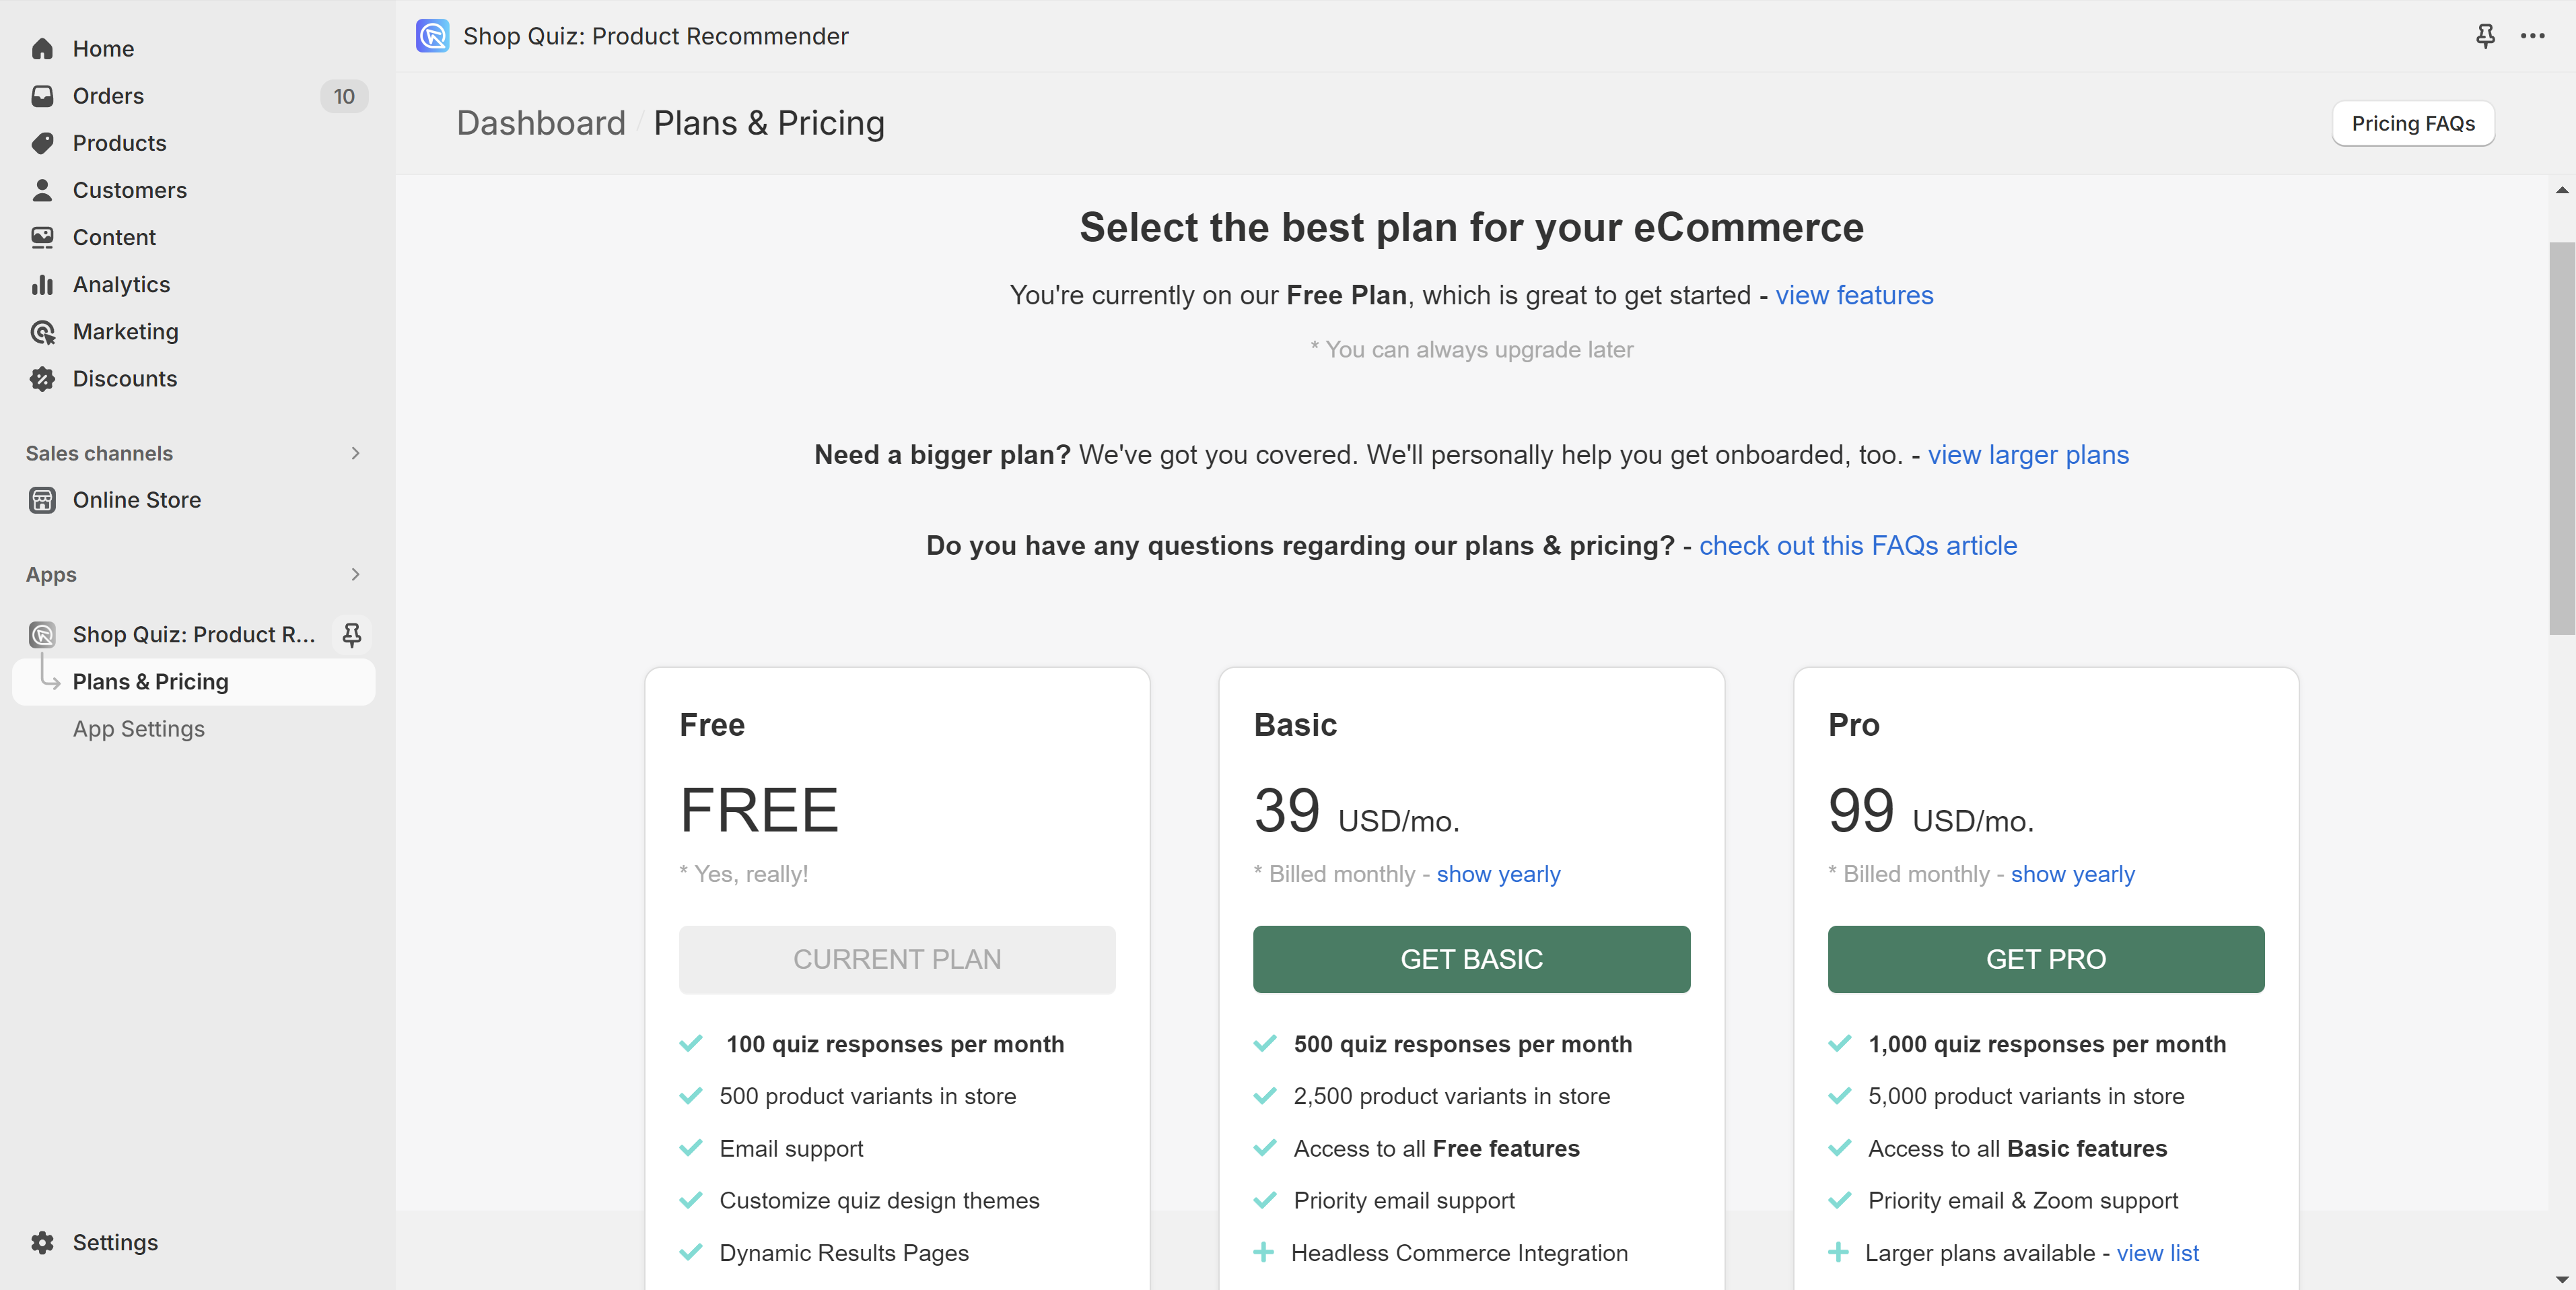 Home
Orders
10
Products
Customers
Content
Analytics
Marketing
Discounts
Sales channels
Online Store
Apps
Shop Quiz: Product R...
Plans & Pricing
App Settings
Settings
Shop Quiz: Product Recommender
Dashboard / Plans & Pricing
Pricing FAQs
Select the best plan for your eCommerce
You're currently on our Free Plan, which is great to get started - view features
* You can always upgrade later
Need a bigger plan? We've got you covered. We'll personally help you get onboarded, too. - view larger plans
Do you have any questions regarding our plans & pricing? - check out this FAQs article
Free
FREE
* Yes, really!
CURRENT PLAN
100 quiz responses per month
500 product variants in store
Email support
Customize quiz design themes
Dynamic Results Pages
Basic
39 USD/mo.
* Billed monthly - show yearly
GET BASIC
500 quiz responses per month
2,500 product variants in store
Access to all Free features
Priority email support
Headless Commerce Integration
Pro
99 USD/mo.
* Billed monthly - show yearly
GET PRO
1,000 quiz responses per month
5,000 product variants in store
Access to all Basic features
Priority email & Zoom support
Larger plans available - view list